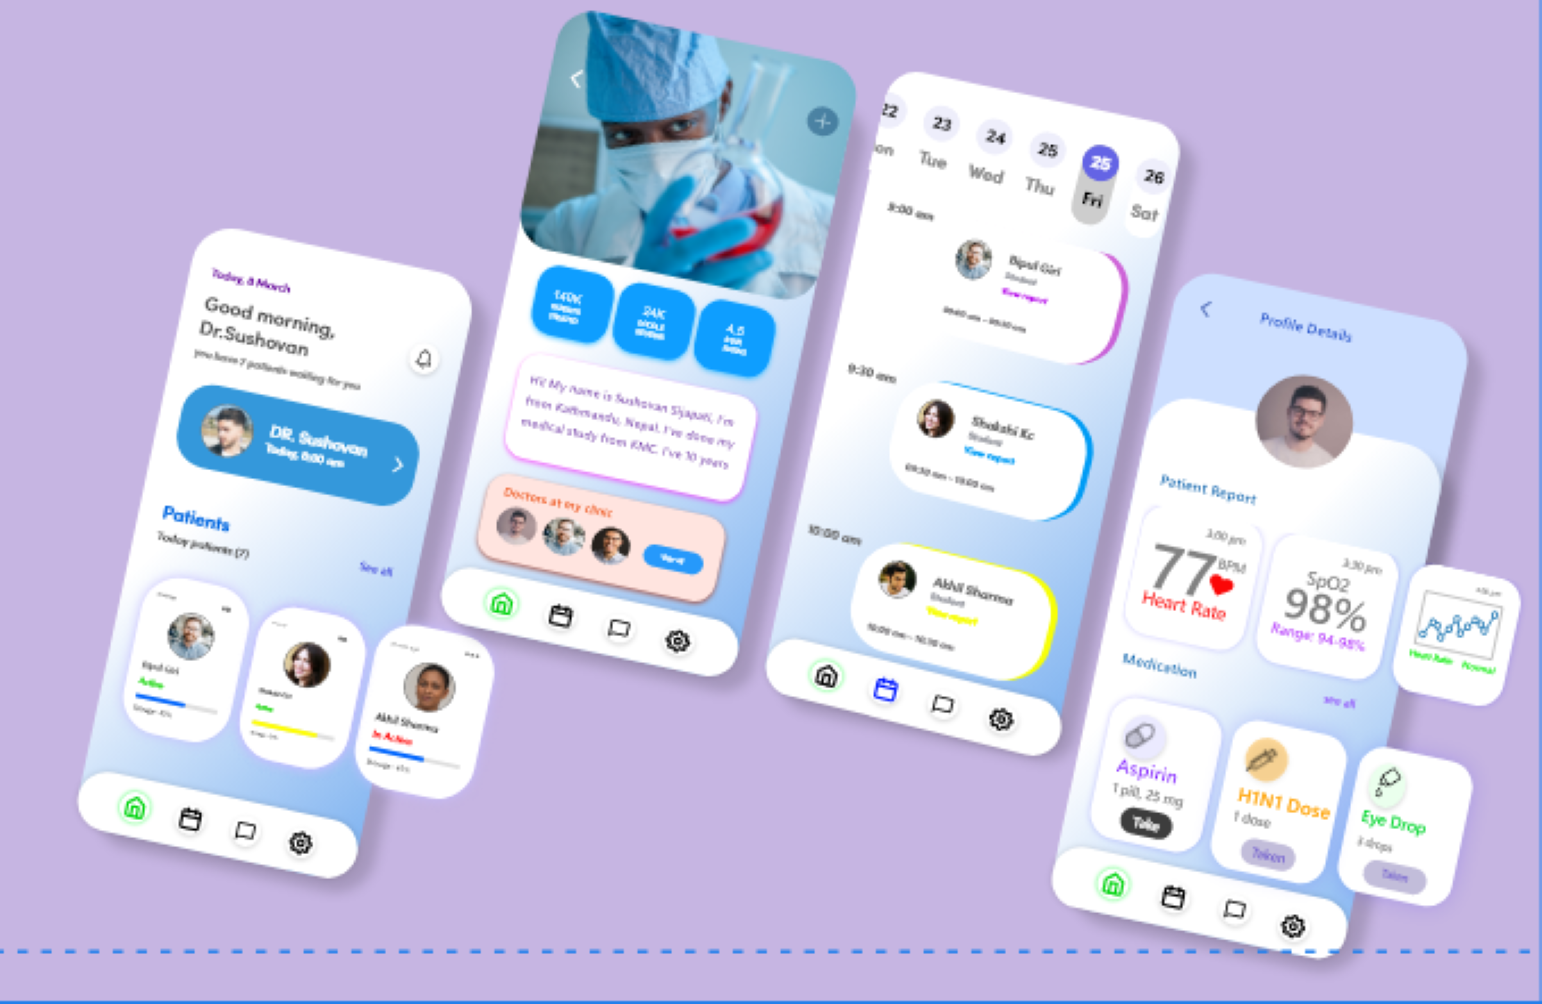 Today, 8 March
Good morning,
Dr.Sushovan
you have 7 patients waiting for you
DR. Sushovan
Today, 8:00 am
Patients
Today patients (7)
See all
Bipul Giri
Active
Akhil Sharma
In Active
140K
24K
4.5
Hi! My name is Sushovan Sijapati, I'm
from Kathmandu, Nepal. I've done my
medical study from KMC. I've 10 years
Doctors at my clinic
22
23
24
25
25
26
on
Tue
Wed
Thu
Fri
Sat
9:00 am
Bipul Giri
Student
View report
09:00 am - 09:30 am
9:30 am
Shakshi Kc
Student
View report
09:30 am - 10:00 am
10:00 am
Akhil Sharma
Student
View report
10:00 am - 10:30 am
Profile Details
Patient Report
3:00 pm
77 BPM
Heart Rate
3:30 pm
SpO2
98%
Range: 94-98%
Heart Rate Normal
Medication
see all
Aspirin
1 pill, 25 mg
Take
H1N1 Dose
1 dose
Taken
Eye Drop
3 drops
Taken